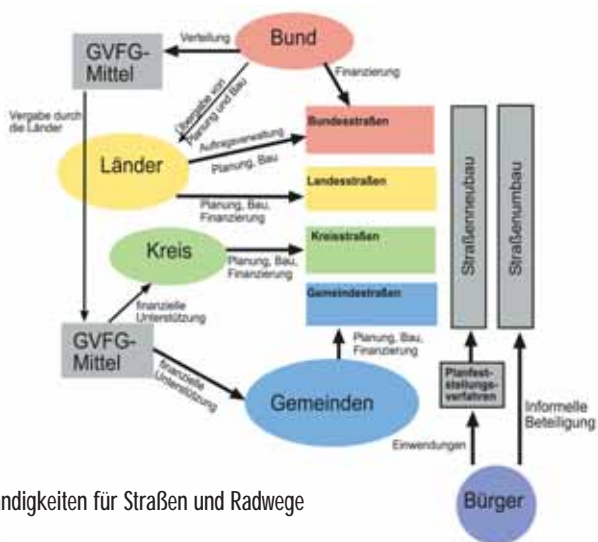 GVFG-
Mittel
Verteilung
Bund
Finanzierung
Vergabe durch
die Länder
Übergabe von
Planung und Bau
Länder
Auftragsverwaltung
Planung, Bau
Bundesstraßen
Planung, Bau,
Finanzierung
Landesstraßen
Kreis
Planung, Bau,
Finanzierung
Kreisstraßen
Gemeindestraßen
finanzielle
Unterstützung
GVFG-
Mittel
finanzielle
Unterstützung
Gemeinden
Planung, Bau,
Finanzierung
Straßenneubau
Straßenumbau
Planfest-
stellungs-
verfahren
Einwendungen
Informelle
Beteiligung
Bürger
ndigkeiten für Straßen und Radwege